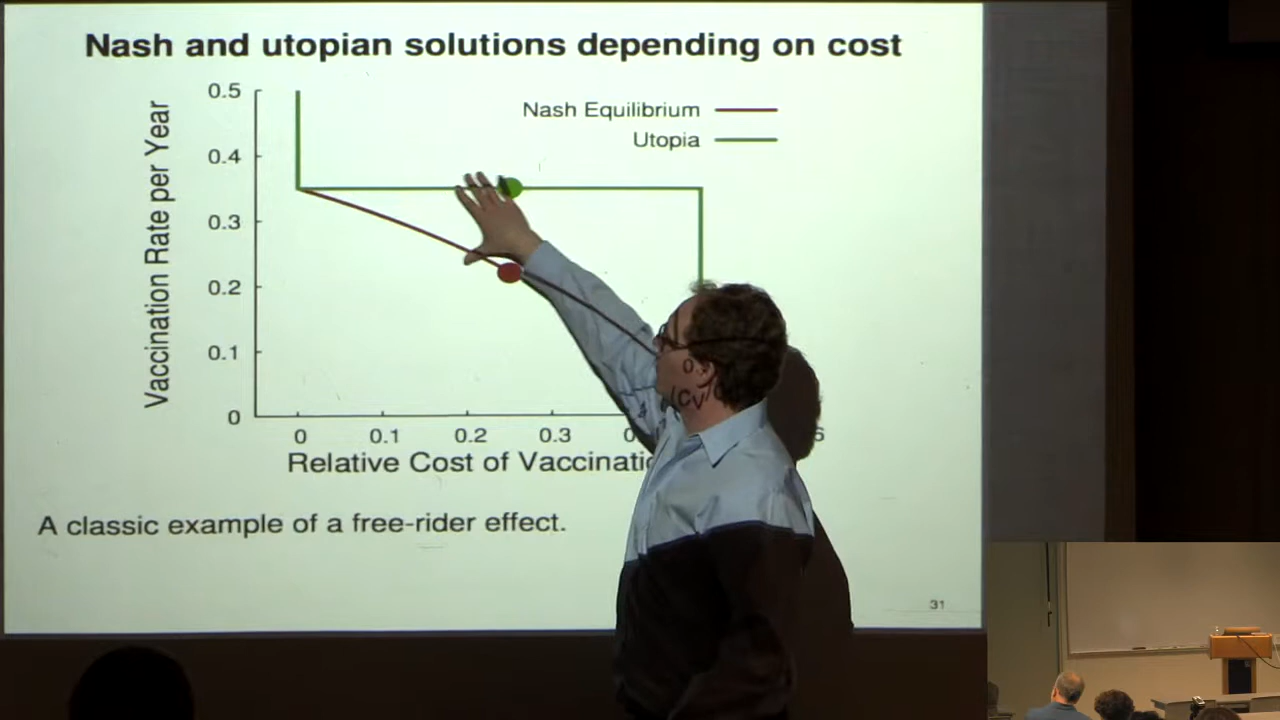 Nash and utopian solutions depending on cost
Vaccination Rate per Year
0.5
0.4
0.3
0.2
0.1
0
Nash Equilibrium
Utopia
0 0.1 0.2 0.3
Relative Cost of
A classic example of a free-rider effect.
31